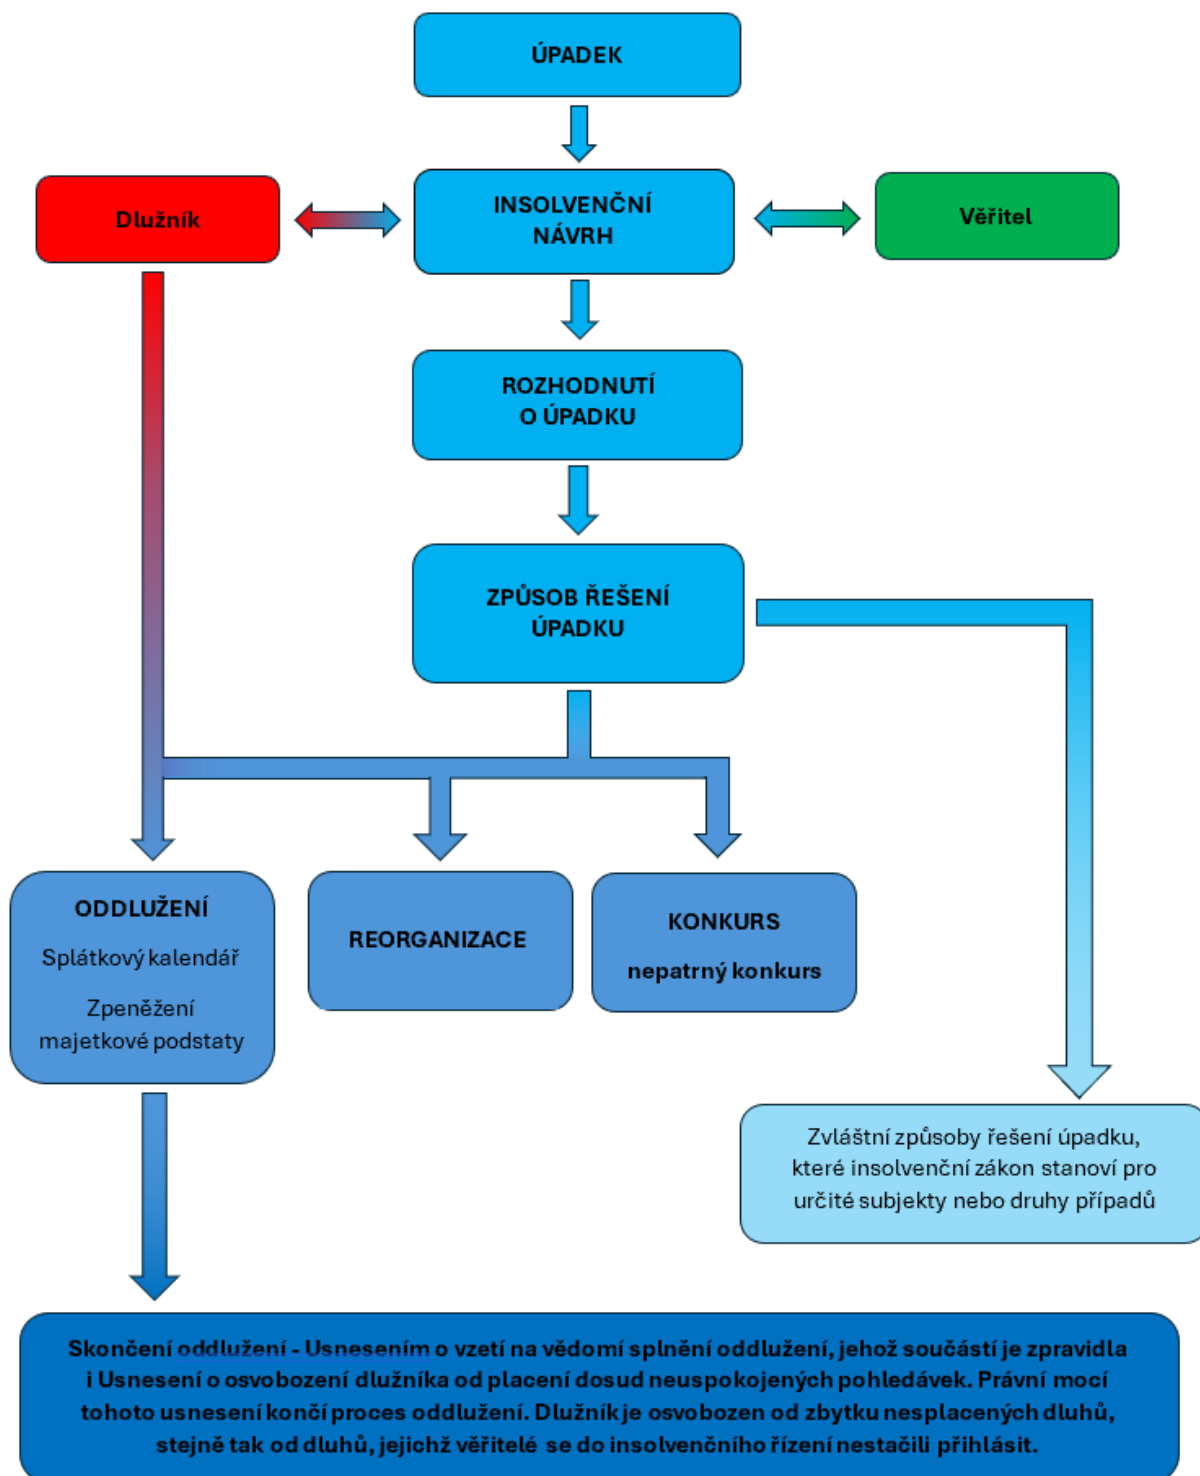 ÚPADEK
Dlužník
INSOLVENČNÍ
NÁVRH
Věřitel
ROZHODNUTÍ
O ÚPADKU
ZPŮSOB ŘEŠENÍ
ÚPADKU
ODDLUŽENÍ
Splátkový kalendář
Zpeněžení
majetkové podstaty
REORGANIZACE
KONKURS
nepatrný konkurs
Zvláštní způsoby řešení úpadku,
které insolvenční zákon stanoví pro
určité subjekty nebo druhy případů
Skončení oddlužení - Usnesením o vzetí na vědomí splnění oddlužení, jehož součástí je zpravidla
i Usnesení o osvobození dlužníka od placení dosud neuspokojených pohledávek. Právní mocí
tohoto usnesení končí proces oddlužení. Dlužník je osvobozen od zbytku nesplacených dluhů,
stejně tak od dluhů, jejichž věřitelé se do insolvenčního řízení nestačili přihlásit.